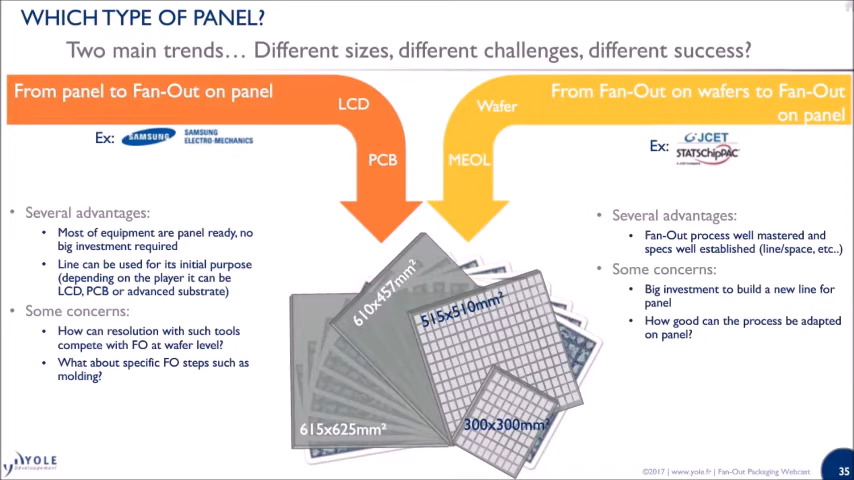 WHICH TYPE OF PANEL?
Two main trends… Different sizes, different challenges, different success?
From panel to Fan-Out on panel
LCD
PCB
Ex: SAMSUNG SAMSUNG
ELECTRO-MECHANICS
• Several advantages:
• Most of equipment are panel ready, no
big investment required
• Line can be used for its initial purpose
(depending on the player it can be
LCD, PCB or advanced substrate)
• Some concerns:
• How can resolution with such tools
compete with FO at wafer level?
• What about specific FO steps such as
molding?
Wafer
MEOL
From Fan-Out on wafers to Fan-Out
on panel
Ex: JCET
STATSChipPAC
• Several advantages:
• Fan-Out process well mastered and
specs well established (line/space, etc..)
• Some concerns:
• Big investment to build a new line for
panel
• How good can the process be adapted
on panel?
610x457mm²
515x510mm²
615x625mm²
300x300mm²
YOLE
Développement
©2017 | www.yole.fr | Fan-Out Packaging Webcast
35